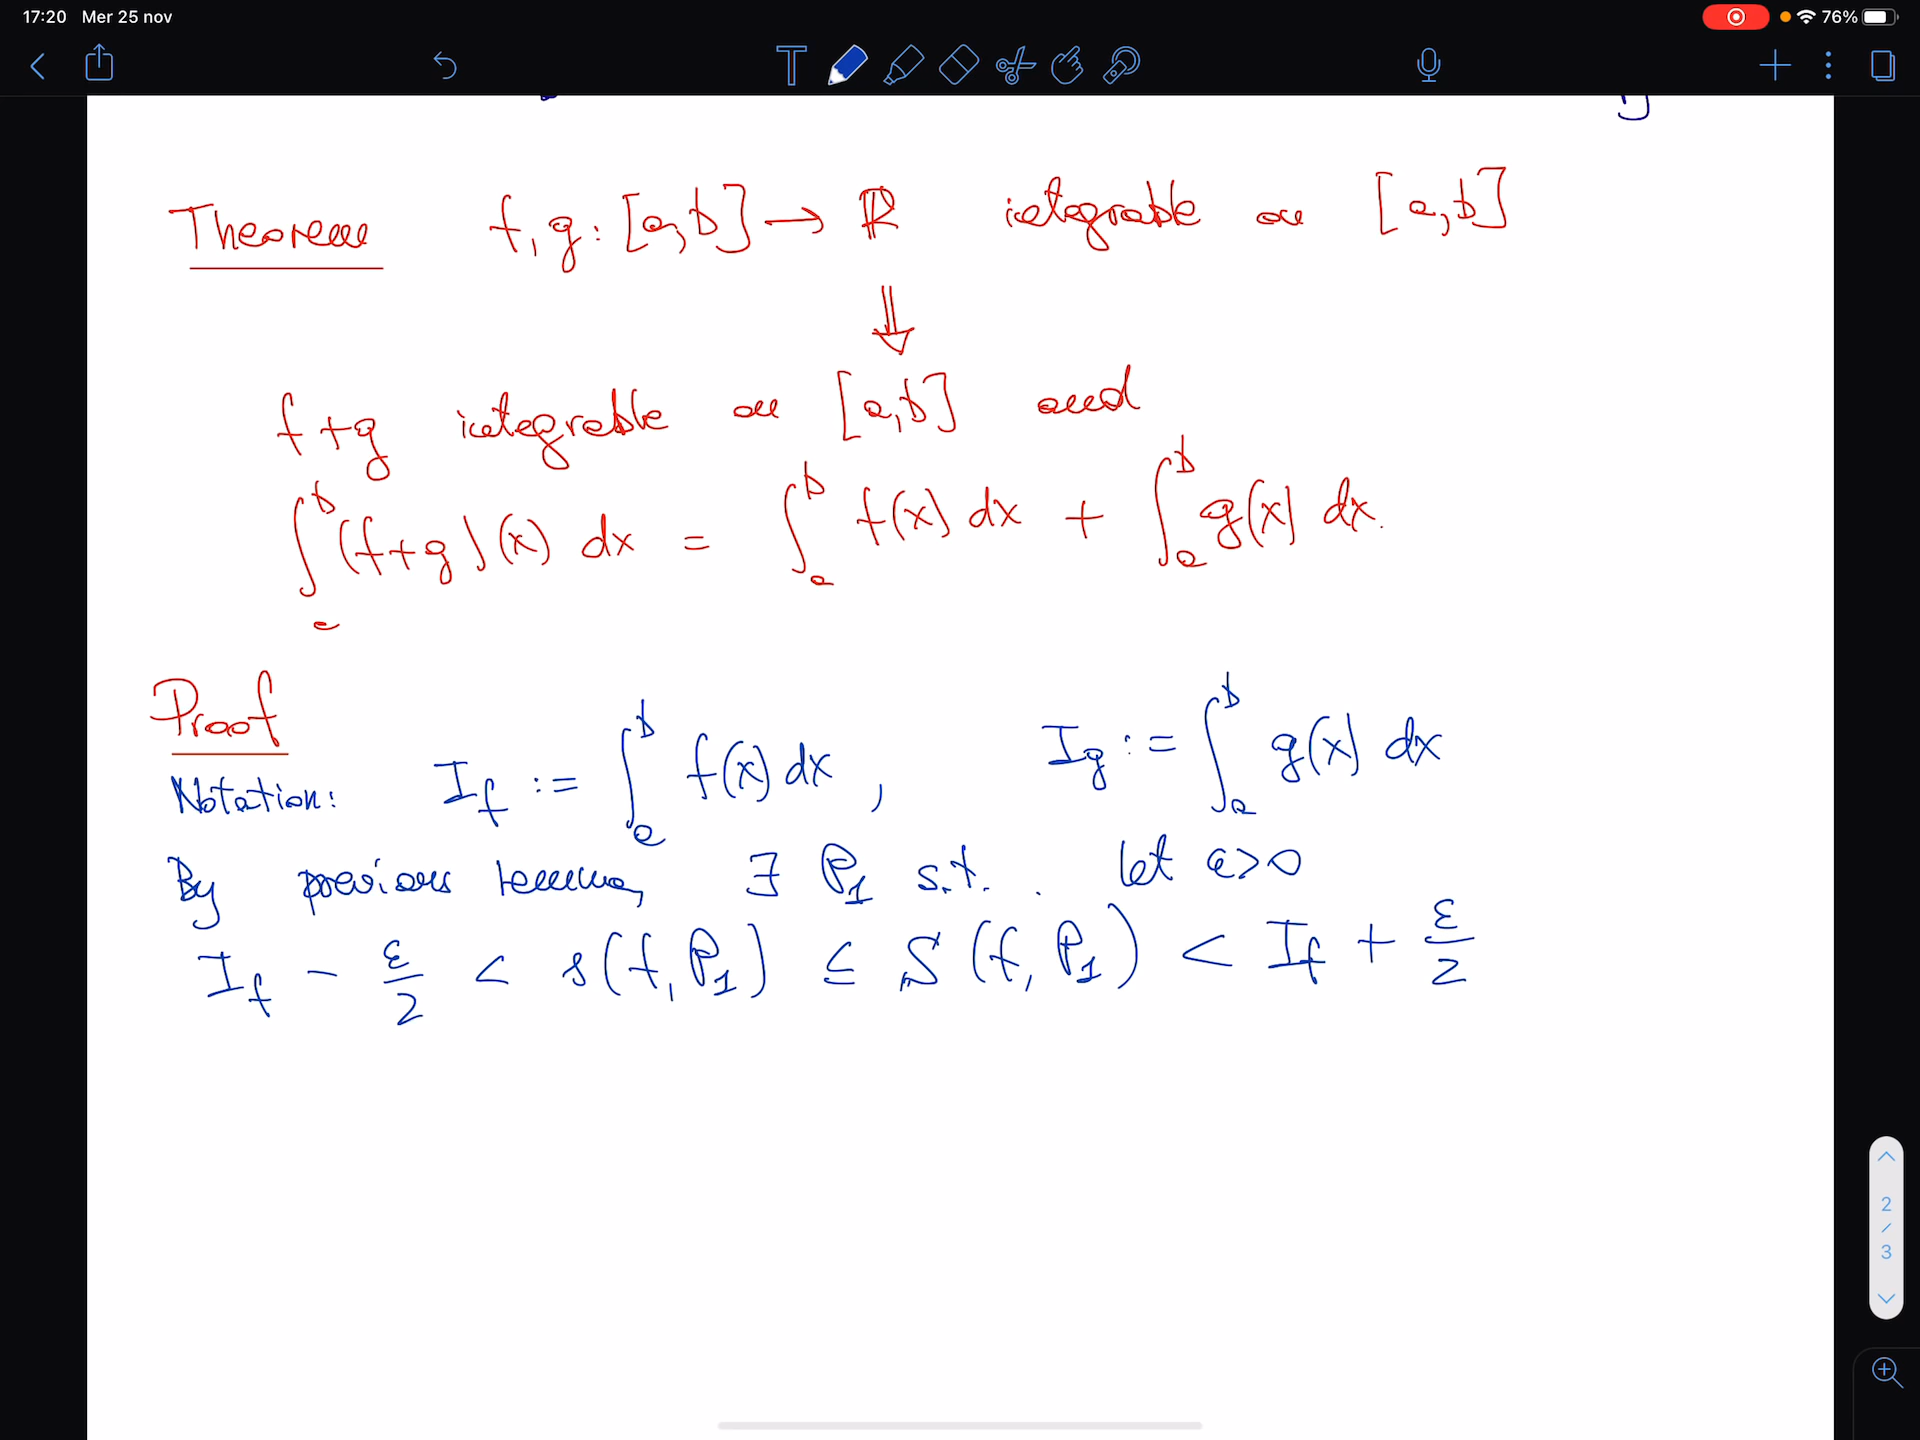 17:20 Mer 25 nov 76%
Theorem f, g : [a,b] → ℝ integrable on [a,b]
⇓
f+g integrable on [a,b] and
∫_a^b (f+g)(x) dx = ∫_a^b f(x) dx + ∫_a^b g(x) dx.
Proof
Notation: I_f := ∫_a^b f(x) dx , I_g := ∫_a^b g(x) dx
By previous lemma, ∃ P_1 s.t. . let ε>0
I_f - ε/2 < s(f, P_1) ≤ S(f, P_1) < I_f + ε/2
2
/
3